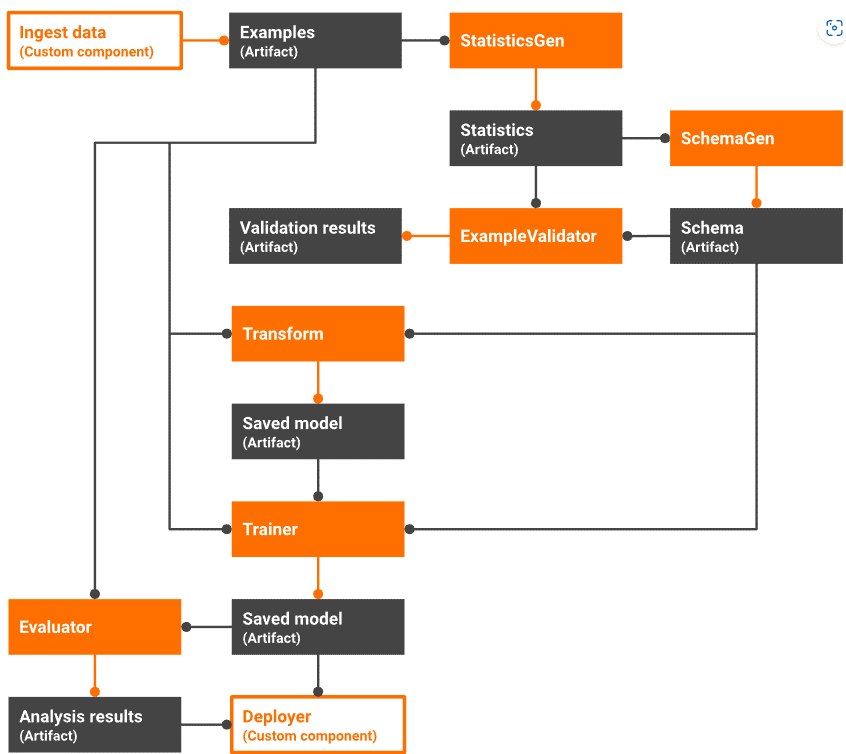 Ingest data
(Custom component)
Examples
(Artifact)
StatisticsGen
Statistics
(Artifact)
SchemaGen
Validation results
(Artifact)
ExampleValidator
Schema
(Artifact)
Transform
Saved model
(Artifact)
Trainer
Evaluator
Saved model
(Artifact)
Analysis results
(Artifact)
Deployer
(Custom component)